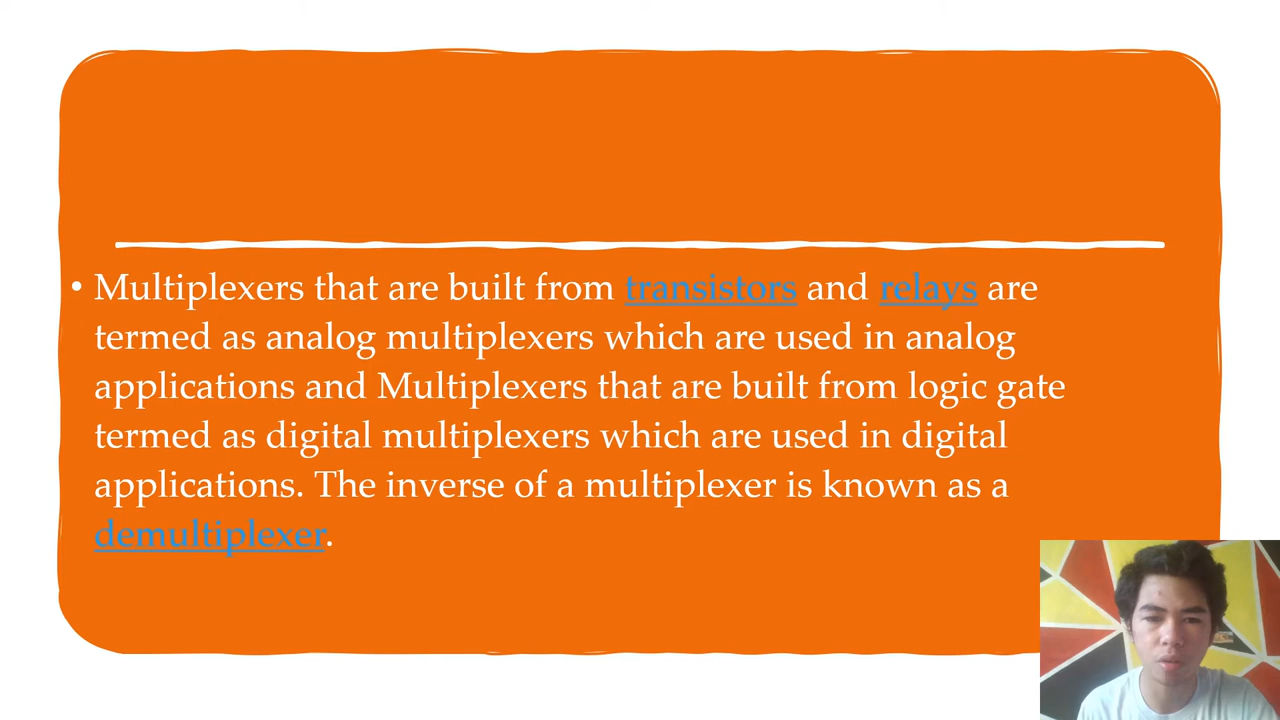 • Multiplexers that are built from transistors and relays are
termed as analog multiplexers which are used in analog
applications and Multiplexers that are built from logic gate
termed as digital multiplexers which are used in digital
applications. The inverse of a multiplexer is known as a
demultiplexer.